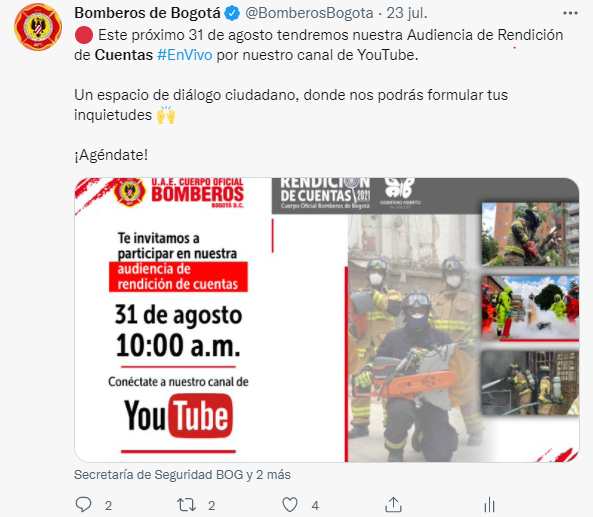 Bomberos de Bogotá @BomberosBogota · 23 jul.
Este próximo 31 de agosto tendremos nuestra Audiencia de Rendición
de Cuentas #EnVivo por nuestro canal de YouTube.
Un espacio de diálogo ciudadano, donde nos podrás formular tus
inquietudes 🙌
¡Agéndate!
U.A.E. CUERPO OFICIAL
BOMBEROS
BOGOTÁ D.C.
RENDICIÓN
DE CUENTAS 2021
Cuerpo Oficial Bomberos de Bogotá
GOBIERNO ABIERTO
Te invitamos a
participar en nuestra
audiencia de
rendición de cuentas
31 de agosto
10:00 a.m.
Conéctate a nuestro canal de
YouTube
Secretaría de Seguridad BOG y 2 más
2 2 4